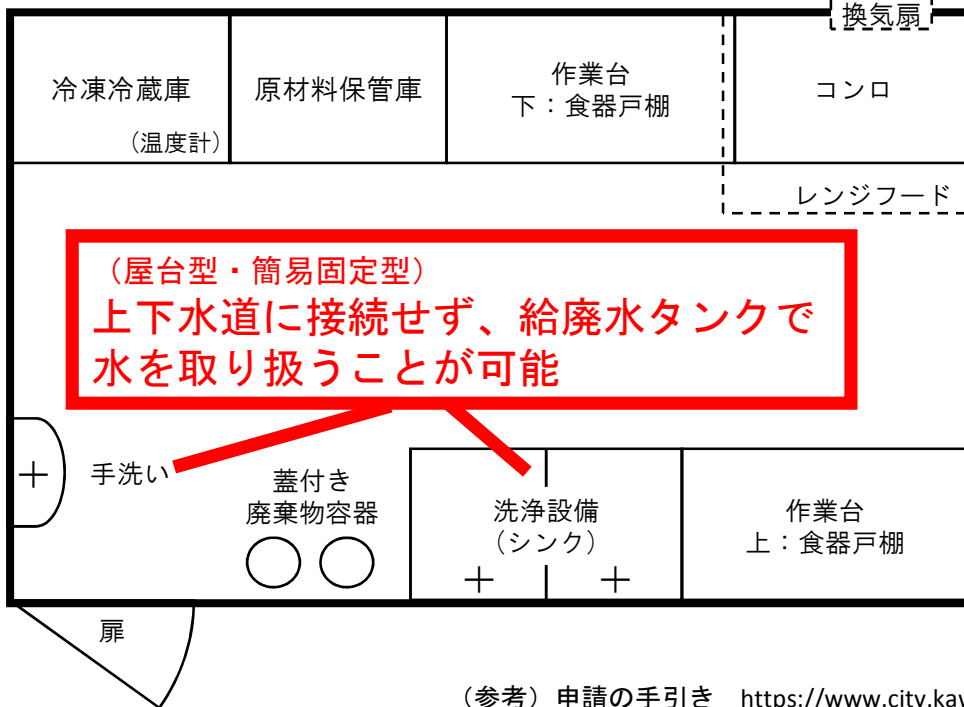 換気扇
冷凍冷蔵庫
（温度計）
原材料保管庫
作業台
下：食器戸棚
コンロ
レンジフード
（屋台型・簡易固定型）
上下水道に接続せず、給廃水タンクで
水を取り扱うことが可能
手洗い
蓋付き
廃棄物容器
洗浄設備
（シンク）
作業台
上：食器戸棚
扉
（参考）申請の手引き　https://www.city.kaw